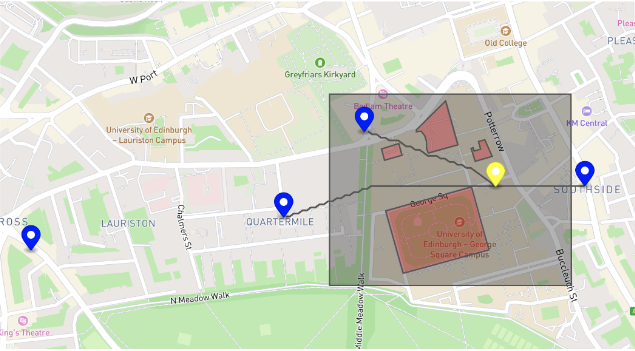 Pleas
Old College
PLEAS
W Port
Greyfriars Kirkyard
Theatre
University of Edinburgh
– Lauriston Campus
Potterrow
KM Central
SOUTHSIDE
George Sq
Chalmers St
QUARTERMILE
LAURISTON
ROSS
University of
Edinburgh – George
Square Campus
Buccleuch St
N Meadow Walk
Middle Meadow Walk
King's Theatre